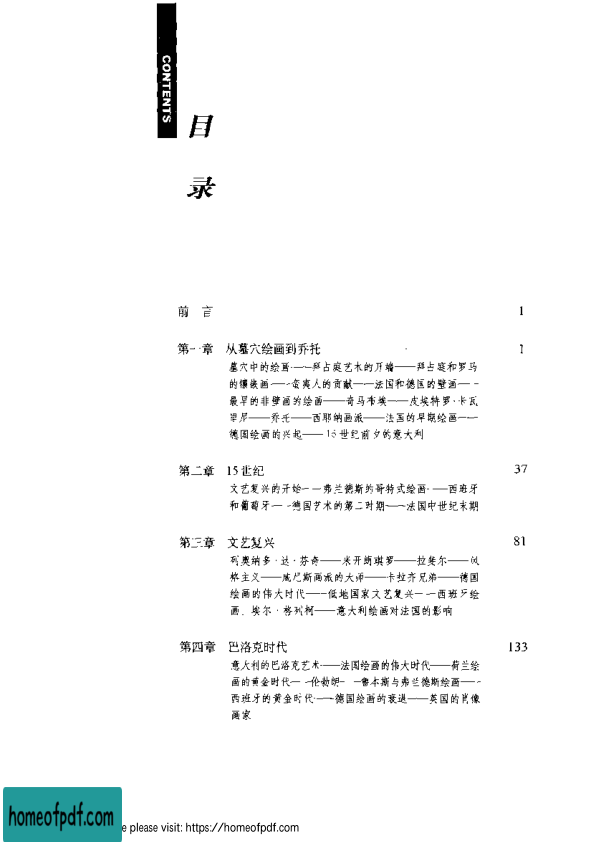 CONTENTS
目
录
前 言 1
第一章 从墓穴绘画到乔托 1
墓穴中的绘画——拜占庭艺术的开端——拜占庭和罗马
的镶嵌画——蛮夷人的贡献——法国和德国的壁画——
最早的非壁画的绘画——奇马布埃——皮埃特罗·卡瓦
里尼——乔托——西耶纳画派——法国的早期绘画——
德国绘画的兴起——15世纪前夕的意大利
第二章 15世纪 37
文艺复兴的开始——弗兰德斯的哥特式绘画——西班牙
和葡萄牙——德国艺术的第二时期——法国中世纪末期
第三章 文艺复兴 81
列奥纳多·达·芬奇——米开朗琪罗——拉斐尔——风
格主义——威尼斯画派的大师——卡拉齐兄弟——德国
绘画的伟大时代——低地国家文艺复兴——西班牙绘
画，埃尔·格列柯——意大利绘画对法国的影响
第四章 巴洛克时代 133
意大利的巴洛克艺术——法国绘画的伟大时代——荷兰绘
画的黄金时代——伦勃朗——鲁本斯与弗兰德斯绘画——
西班牙的黄金时代——德国绘画的衰退——英国的肖像
画家
homeofpdf.com
e please visit: https://homeofpdf.com